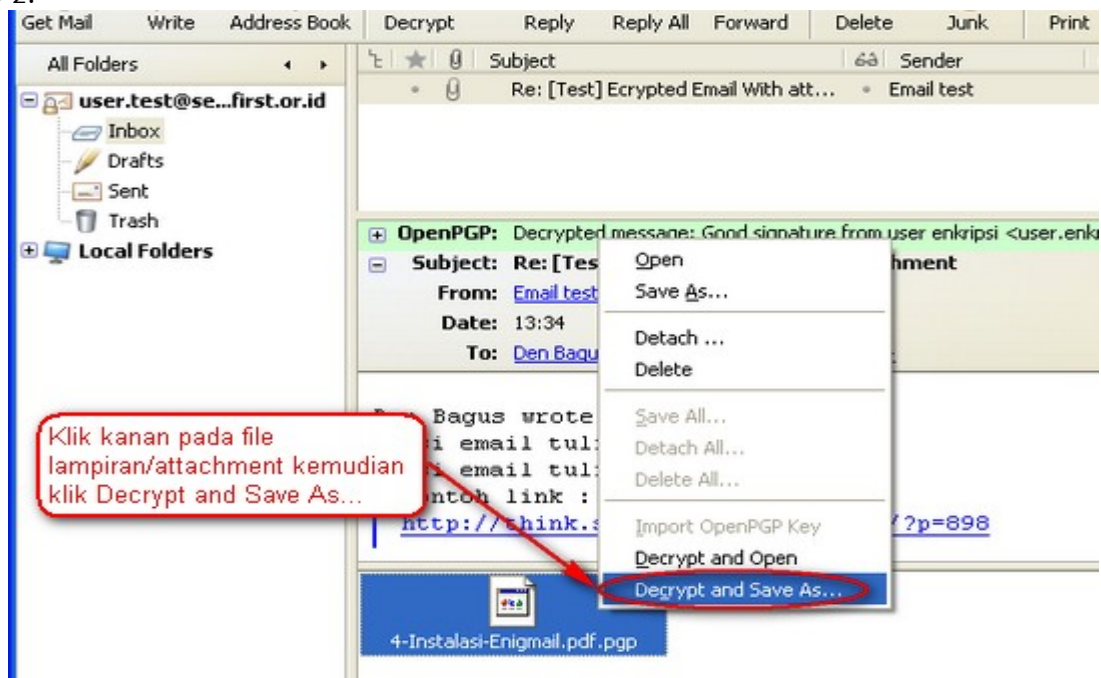 2.
Get Mail Write Address Book Decrypt Reply Reply All Forward Delete Junk Print
All Folders
Subject Sender
Re: [Test] Ecrypted Email With att... Email test
user.test@se...first.or.id
Inbox
Drafts
Sent
Trash
Local Folders
OpenPGP: Decrypted message: Good signature from user enkripsi <user.enk
Subject: Re: [Tes hment
From: Email test
Date: 13:34
To: Den Bagu
Open
Save As...
Detach ...
Delete
Save All...
Detach All...
Delete All...
Import OpenPGP Key
Decrypt and Open
Decrypt and Save As...
Bagus wrote
i email tul
i email tul
ontoh link :
http://think.s /?p=898
Klik kanan pada file
lampiran/attachment kemudian
klik Decrypt and Save As...
4-Instalasi-Enigmail.pdf.pgp